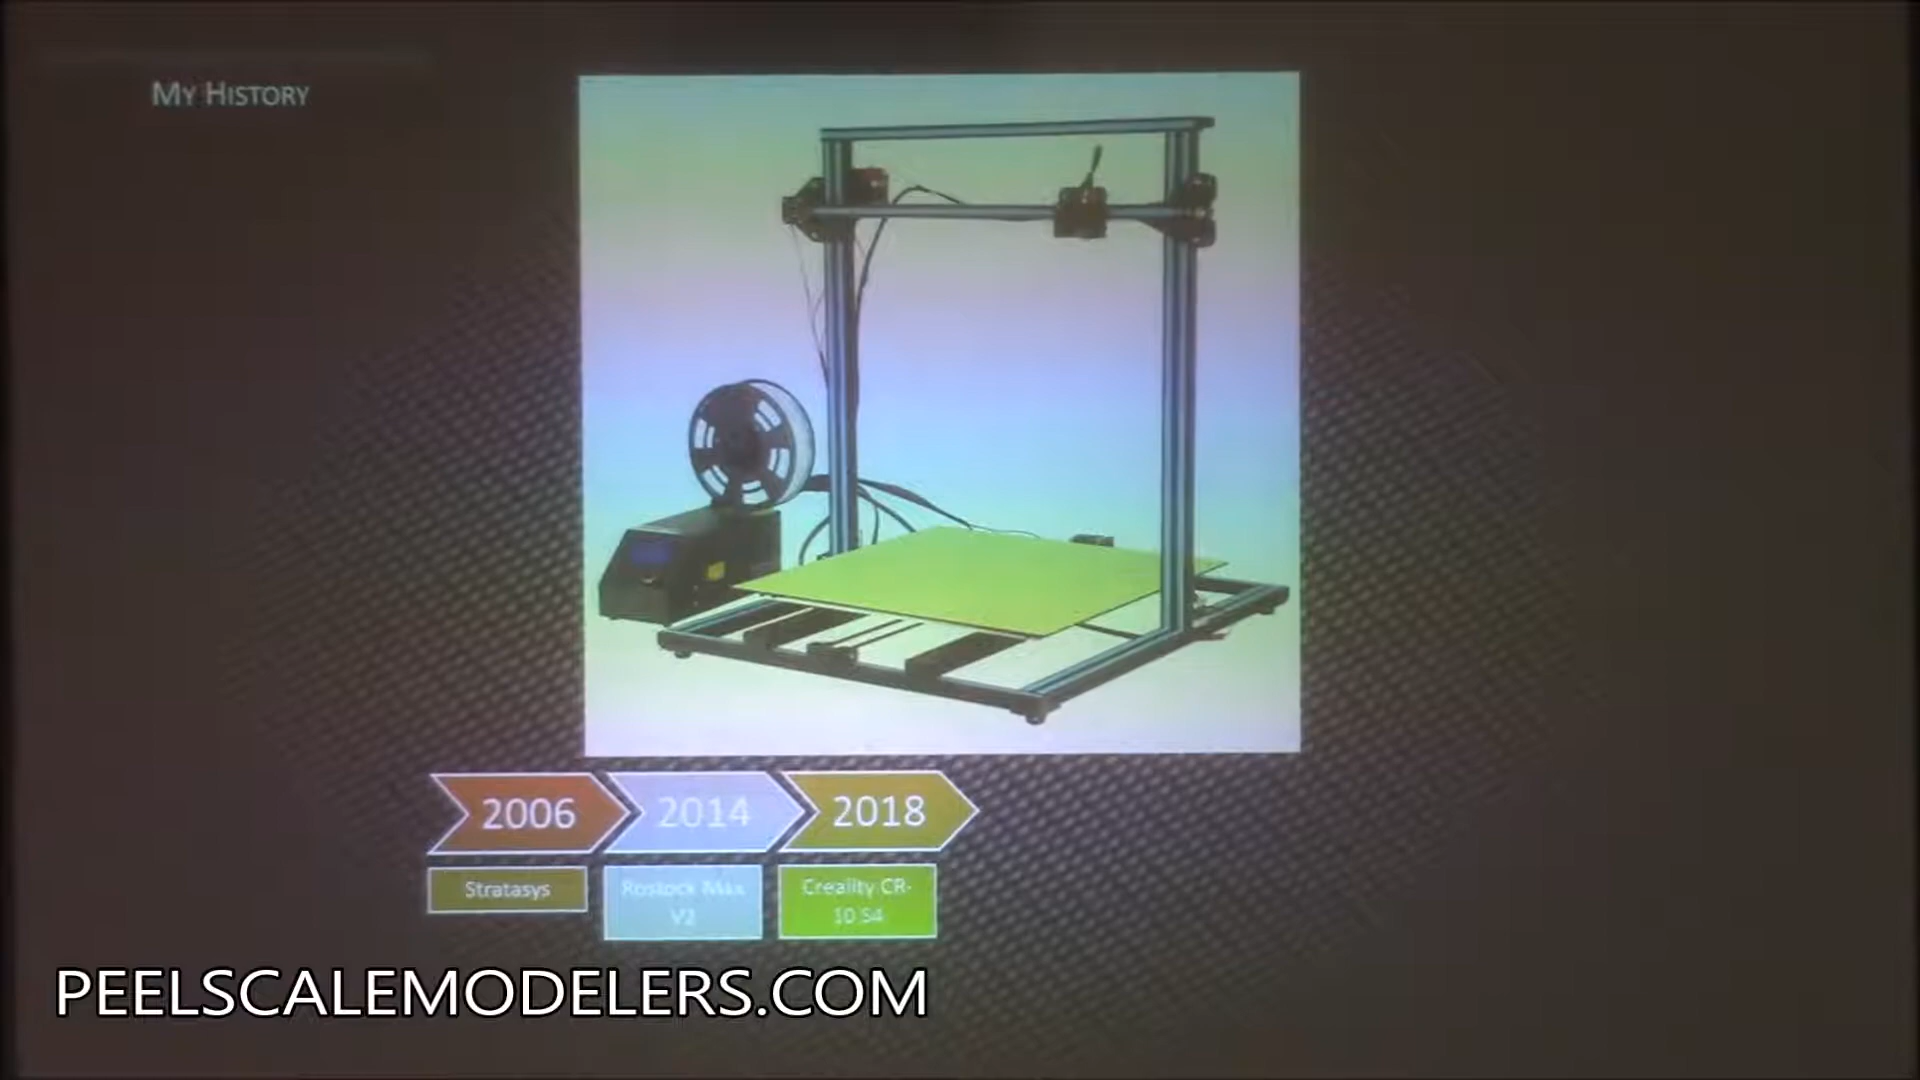 My History
2006
2014
2018
Stratasys
Rostock Max
V2
Creality CR-
10 S4
PEELSCALEMODELERS.COM